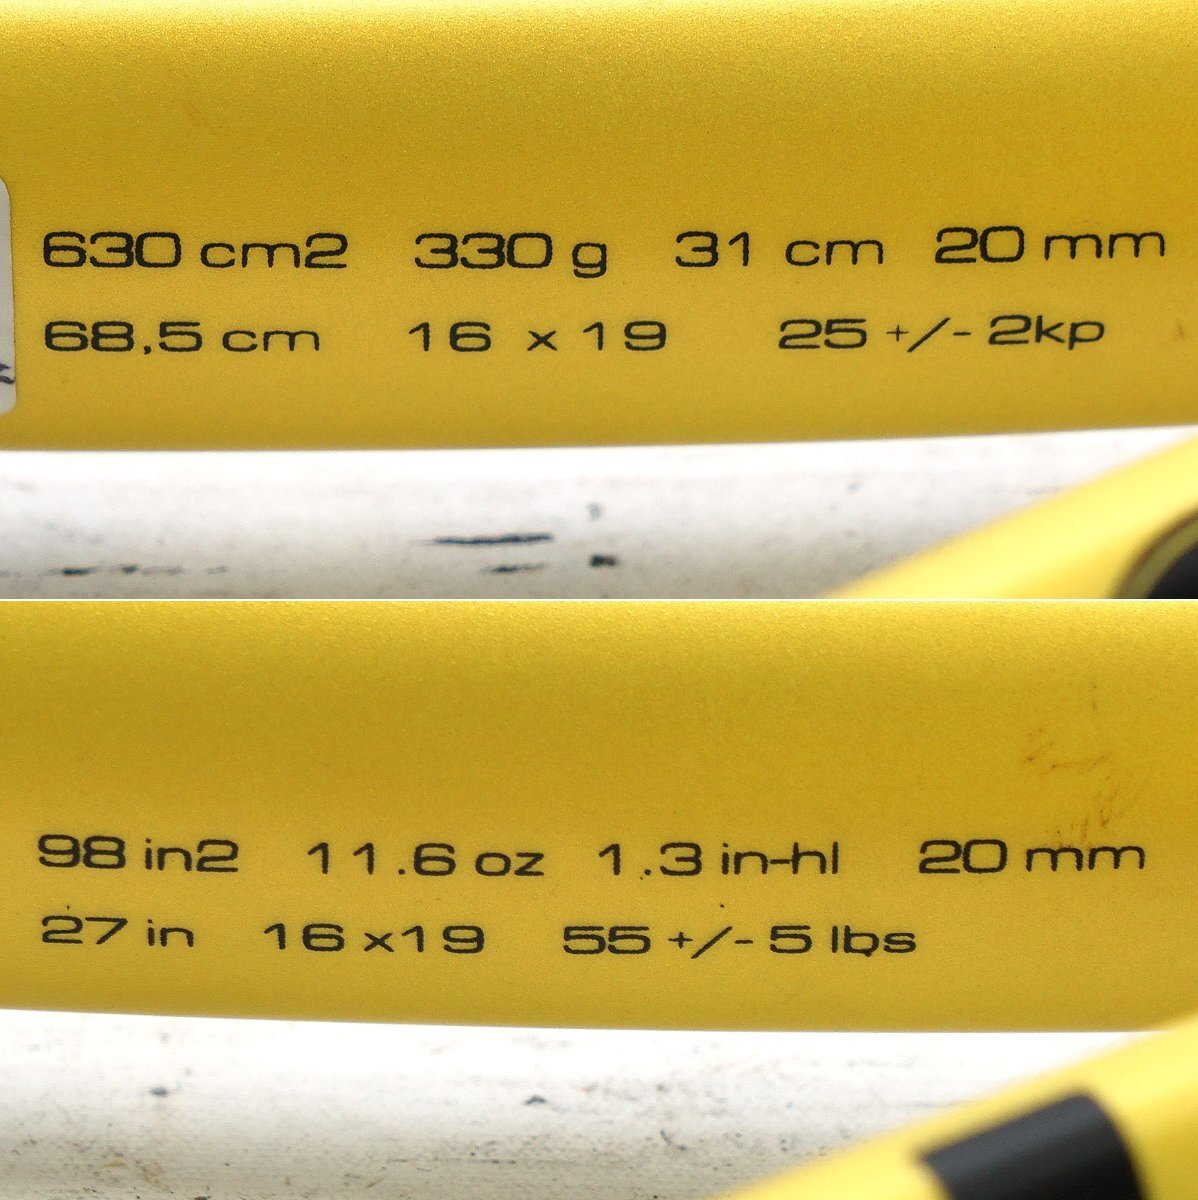 630 cm2 330 g 31 cm 20 mm
68,5 cm 16 x 19 25 +/- 2kp
98 in2 11.6 oz 1.3 in-hl 20 mm
27 in 16 x19 55 +/- 5 lbs